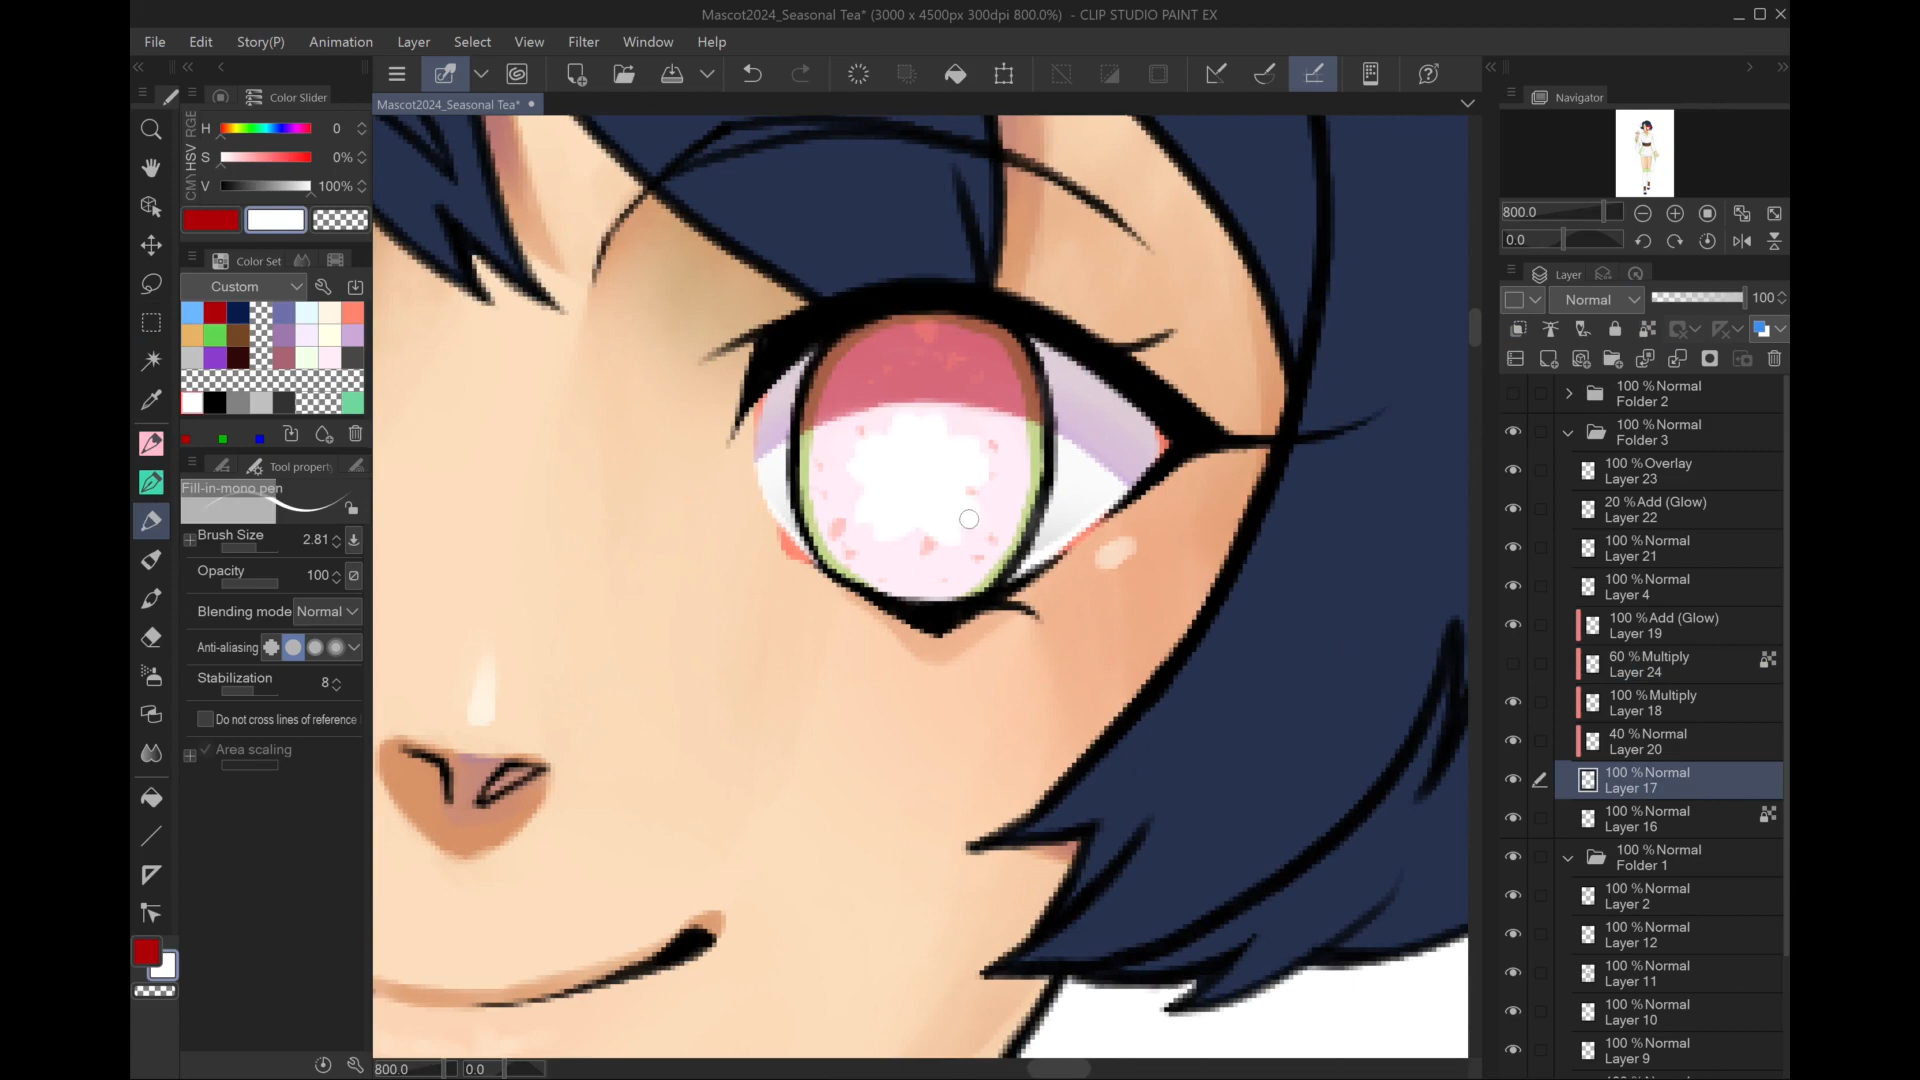 Mascot2024_Seasonal Tea* (3000 x 4500px 300dpi 800.0%) - CLIP STUDIO PAINT EX
File Edit Story(P) Animation Layer Select View Filter Window Help
Mascot2024_Seasonal Tea*
Color Slider
RGB
HSV
H 0
S 0%
V 100%
Color Set
Custom
Tool property
Fill-in-mono pen
Brush Size 2.81
Opacity 100
Blending mode Normal
Anti-aliasing
Stabilization 8
Do not cross lines of reference
Area scaling
800.0 0.0
Navigator
800.0
0.0
Layer
Normal 100
100 %Normal
Folder 2
100 %Normal
Folder 3
100 %Overlay
Layer 23
20 %Add (Glow)
Layer 22
100 %Normal
Layer 21
100 %Normal
Layer 4
100 %Add (Glow)
Layer 19
60 %Multiply
Layer 24
100 %Multiply
Layer 18
40 %Normal
Layer 20
100 %Normal
Layer 17
100 %Normal
Layer 16
100 %Normal
Folder 1
100 %Normal
Layer 2
100 %Normal
Layer 12
100 %Normal
Layer 11
100 %Normal
Layer 10
100 %Normal
Layer 9